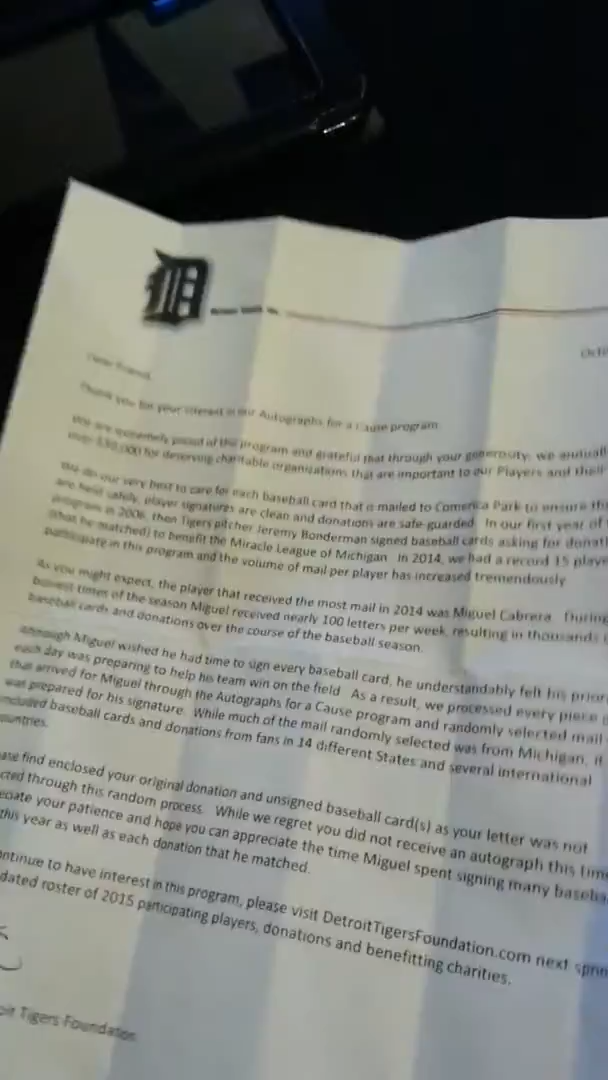 D
Octo
Dear Friend,
Thank you for your interest in our Autographs for a Cause program.
We are extremely proud of the program and grateful that through your generosity, we
for deserving charitable organizations that are important to our Players and their
We do our very best to care for each baseball card that is mailed to Comerica Park to ensure
are held safely, player signatures are clean and donations are safe-guarded. In our first year of
program in 2006, then Tigers pitcher Jeremy Bonderman signed baseball cards asking for donat
(that he matched) to benefit the Miracle League of Michigan. In 2014, we had a record 15 playe
participate in this program and the volume of mail per player has increased tremendously
As you might expect, the player that received the most mail in 2014 was Miguel Cabrera. During
busiest times of the season Miguel received nearly 100 letters per week, resulting in thousands
baseball cards and donations over the course of the baseball season.
Although Miguel wished he had time to sign every baseball card, he understandably felt his prior
each day was preparing to help his team win on the field. As a result, we processed every piece
that arrived for Miguel through the Autographs for a Cause program and randomly selected mail
was prepared for his signature. While much of the mail randomly selected was from Michigan, it
included baseball cards and donations from fans in 14 different States and several international
ountries.
ase find enclosed your original donation and unsigned baseball card(s) as your letter was not
cted through this random process. While we regret you did not receive an autograph this time
eciate your patience and hope you can appreciate the time Miguel spent signing many baseba
this year as well as each donation that he matched.
ontinue to have interest in this program, please visit DetroitTigersFoundation.com next sprin
dated roster of 2015 participating players, donations and benefitting charities.
oit Tigers Foundation